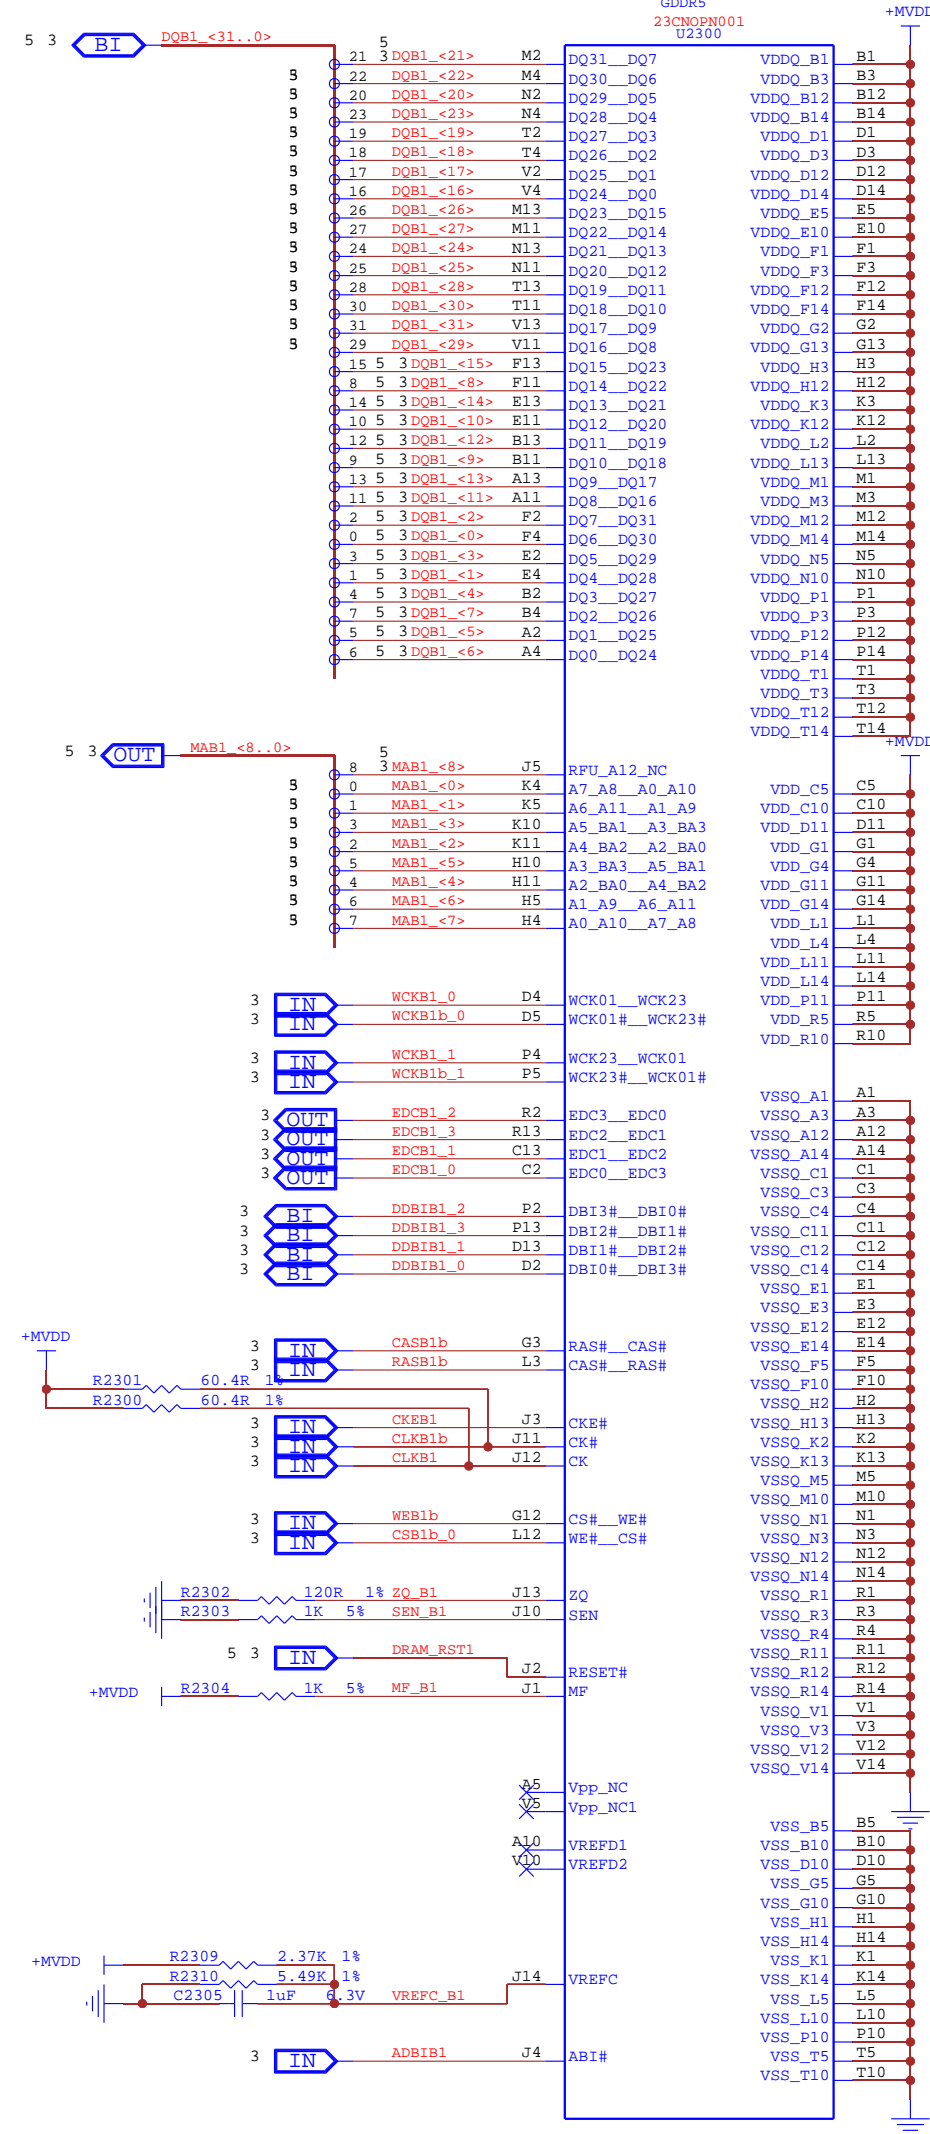 GDDR5
23CNOPN001
U2300
+MVDD
5 3 BI DQB1_<31..0>
5
21 3 DQB1_<21> M2 DQ31__DQ7 VDDQ_B1 B1
22 DQB1_<22> M4 DQ30__DQ6 VDDQ_B3 B3
20 DQB1_<20> N2 DQ29__DQ5 VDDQ_B12 B12
23 DQB1_<23> N4 DQ28__DQ4 VDDQ_B14 B14
19 DQB1_<19> T2 DQ27__DQ3 VDDQ_D1 D1
18 DQB1_<18> T4 DQ26__DQ2 VDDQ_D3 D3
17 DQB1_<17> V2 DQ25__DQ1 VDDQ_D12 D12
16 DQB1_<16> V4 DQ24__DQ0 VDDQ_D14 D14
26 DQB1_<26> M13 DQ23__DQ15 VDDQ_E5 E5
27 DQB1_<27> M11 DQ22__DQ14 VDDQ_E10 E10
24 DQB1_<24> N13 DQ21__DQ13 VDDQ_F1 F1
25 DQB1_<25> N11 DQ20__DQ12 VDDQ_F3 F3
28 DQB1_<28> T13 DQ19__DQ11 VDDQ_F12 F12
30 DQB1_<30> T11 DQ18__DQ10 VDDQ_F14 F14
31 DQB1_<31> V13 DQ17__DQ9 VDDQ_G2 G2
29 DQB1_<29> V11 DQ16__DQ8 VDDQ_G13 G13
15 5 3 DQB1_<15> F13 DQ15__DQ23 VDDQ_H3 H3
8 5 3 DQB1_<8> F11 DQ14__DQ22 VDDQ_H12 H12
14 5 3 DQB1_<14> E13 DQ13__DQ21 VDDQ_K3 K3
10 5 3 DQB1_<10> E11 DQ12__DQ20 VDDQ_K12 K12
12 5 3 DQB1_<12> B13 DQ11__DQ19 VDDQ_L2 L2
9 5 3 DQB1_<9> B11 DQ10__DQ18 VDDQ_L13 L13
13 5 3 DQB1_<13> A13 DQ9__DQ17 VDDQ_M1 M1
11 5 3 DQB1_<11> A11 DQ8__DQ16 VDDQ_M3 M3
2 5 3 DQB1_<2> F2 DQ7__DQ31 VDDQ_M12 M12
0 5 3 DQB1_<0> F4 DQ6__DQ30 VDDQ_M14 M14
3 5 3 DQB1_<3> E2 DQ5__DQ29 VDDQ_N5 N5
1 5 3 DQB1_<1> E4 DQ4__DQ28 VDDQ_N10 N10
4 5 3 DQB1_<4> B2 DQ3__DQ27 VDDQ_P1 P1
7 5 3 DQB1_<7> B4 DQ2__DQ26 VDDQ_P3 P3
5 5 3 DQB1_<5> A2 DQ1__DQ25 VDDQ_P12 P12
6 5 3 DQB1_<6> A4 DQ0__DQ24 VDDQ_P14 P14
VDDQ_T1 T1
VDDQ_T3 T3
VDDQ_T12 T12
VDDQ_T14 T14
+MVDD
5 3 OUT MAB1_<8..0>
5
8 3 MAB1_<8> J5 RFU_A12_NC
0 MAB1_<0> K4 A7_A8__A0_A10 VDD_C5 C5
1 MAB1_<1> K5 A6_A11__A1_A9 VDD_C10 C10
3 MAB1_<3> K10 A5_BA1__A3_BA3 VDD_D11 D11
2 MAB1_<2> K11 A4_BA2__A2_BA0 VDD_G1 G1
5 MAB1_<5> H10 A3_BA3__A5_BA1 VDD_G4 G4
4 MAB1_<4> H11 A2_BA0__A4_BA2 VDD_G11 G11
6 MAB1_<6> H5 A1_A9__A6_A11 VDD_G14 G14
7 MAB1_<7> H4 A0_A10__A7_A8 VDD_L1 L1
VDD_L4 L4
VDD_L11 L11
VDD_L14 L14
3 IN WCKB1_0 D4 WCK01__WCK23 VDD_P11 P11
3 IN WCKB1b_0 D5 WCK01#__WCK23# VDD_R5 R5
VDD_R10 R10
3 IN WCKB1_1 P4 WCK23__WCK01
3 IN WCKB1b_1 P5 WCK23#__WCK01#
VSSQ_A1 A1
3 OUT EDCB1_2 R2 EDC3__EDC0 VSSQ_A3 A3
3 OUT EDCB1_3 R13 EDC2__EDC1 VSSQ_A12 A12
3 OUT EDCB1_1 C13 EDC1__EDC2 VSSQ_A14 A14
3 OUT EDCB1_0 C2 EDC0__EDC3 VSSQ_C1 C1
VSSQ_C3 C3
3 BI DDBIB1_2 P2 DBI3#__DBI0# VSSQ_C4 C4
3 BI DDBIB1_3 P13 DBI2#__DBI1# VSSQ_C11 C11
3 BI DDBIB1_1 D13 DBI1#__DBI2# VSSQ_C12 C12
3 BI DDBIB1_0 D2 DBI0#__DBI3# VSSQ_C14 C14
VSSQ_E1 E1
VSSQ_E3 E3
VSSQ_E12 E12
+MVDD
3 IN CASB1b G3 RAS#__CAS# VSSQ_E14 E14
3 IN RASB1b L3 CAS#__RAS# VSSQ_F5 F5
R2301 60.4R 1% VSSQ_F10 F10
R2300 60.4R 1% VSSQ_H2 H2
3 IN CKEB1 J3 CKE# VSSQ_H13 H13
3 IN CLKB1b J11 CK# VSSQ_K2 K2
3 IN CLKB1 J12 CK VSSQ_K13 K13
VSSQ_M5 M5
VSSQ_M10 M10
3 IN WEB1b G12 CS#__WE# VSSQ_N1 N1
3 IN CSB1b_0 L12 WE#__CS# VSSQ_N3 N3
VSSQ_N12 N12
VSSQ_N14 N14
R2302 120R 1% ZQ_B1 J13 ZQ VSSQ_R1 R1
R2303 1K 5% SEN_B1 J10 SEN VSSQ_R3 R3
VSSQ_R4 R4
5 3 IN DRAM_RST1 VSSQ_R11 R11
J2 RESET# VSSQ_R12 R12
+MVDD R2304 1K 5% MF_B1 J1 MF VSSQ_R14 R14
VSSQ_V1 V1
VSSQ_V3 V3
VSSQ_V12 V12
VSSQ_V14 V14
A5 Vpp_NC
V5 Vpp_NC1
VSS_B5 B5
A10 VREFD1 VSS_B10 B10
V10 VREFD2 VSS_D10 D10
VSS_G5 G5
VSS_G10 G10
VSS_H1 H1
VSS_H14 H14
+MVDD R2309 2.37K 1% VSS_K1 K1
R2310 5.49K 1% J14 VREFC VSS_K14 K14
C2305 1uF 6.3V VREFC_B1 VSS_L5 L5
VSS_L10 L10
VSS_P10 P10
3 IN ADBIB1 J4 ABI# VSS_T5 T5
VSS_T10 T10